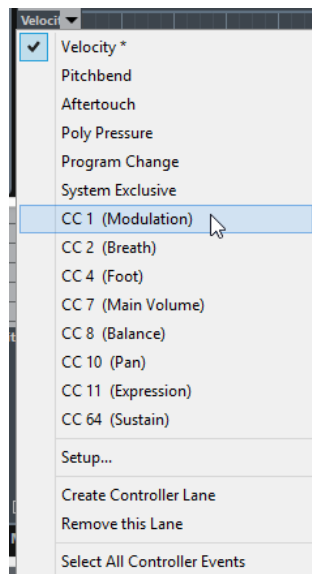 Velocit
Velocity *
Pitchbend
Aftertouch
Poly Pressure
Program Change
System Exclusive
CC 1 (Modulation)
CC 2 (Breath)
CC 4 (Foot)
CC 7 (Main Volume)
CC 8 (Balance)
CC 10 (Pan)
CC 11 (Expression)
CC 64 (Sustain)
Setup...
Create Controller Lane
Remove this Lane
Select All Controller Events